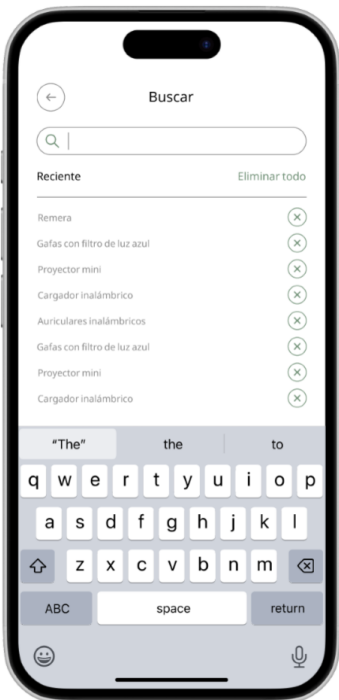 Buscar
Reciente Eliminar todo
Remera
Gafas con filtro de luz azul
Proyector mini
Cargador inalámbrico
Auriculares inalámbricos
Gafas con filtro de luz azul
Proyector mini
Cargador inalámbrico
“The” the to
q w e r t y u i o p
a s d f g h j k l
z x c v b n m
ABC space return